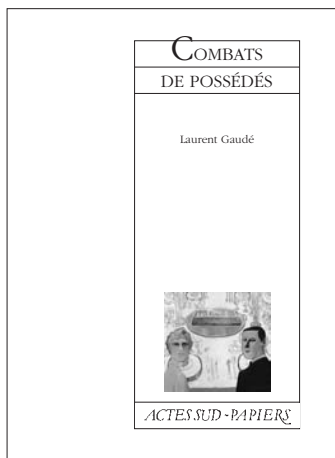 COMBATS
DE POSSÉDÉS
Laurent Gaudé
ACTES SUD - PAPIERS